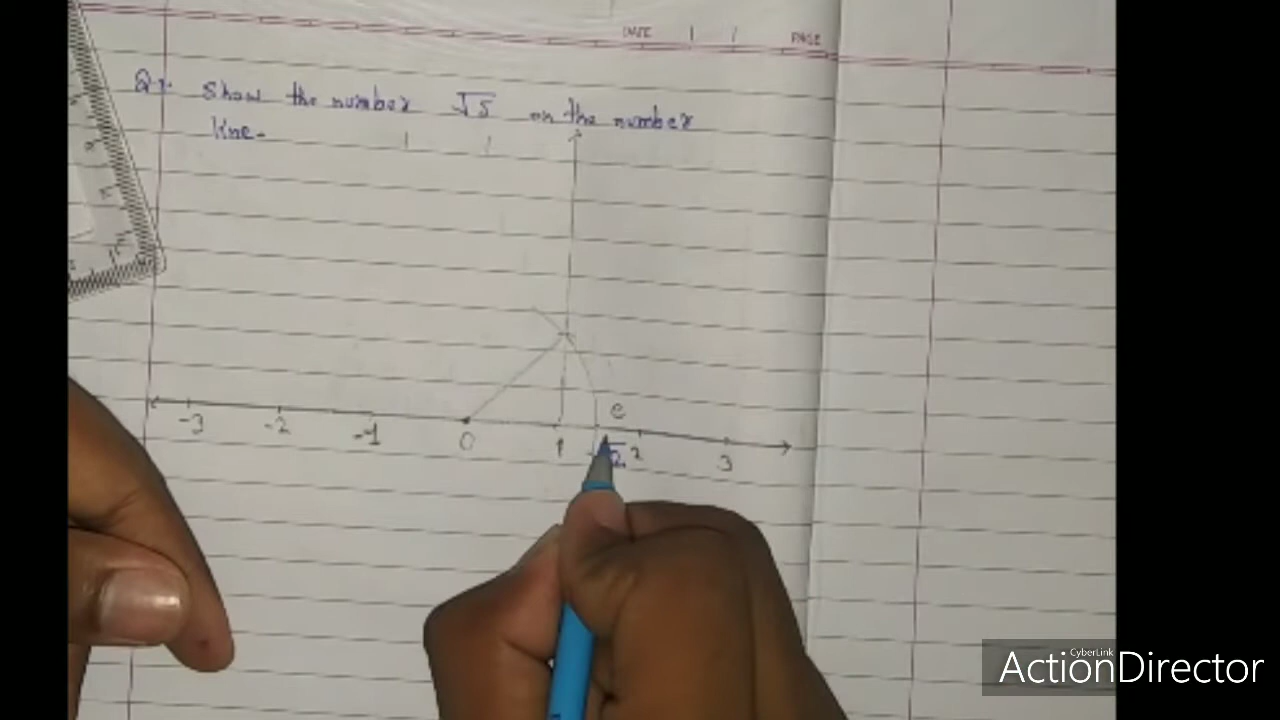 DATE / / PAGE
Q1. Show the number √5 on the number
line.
C
-3 -2 -1 0 1 √2 2 3
CyberLink
ActionDirector